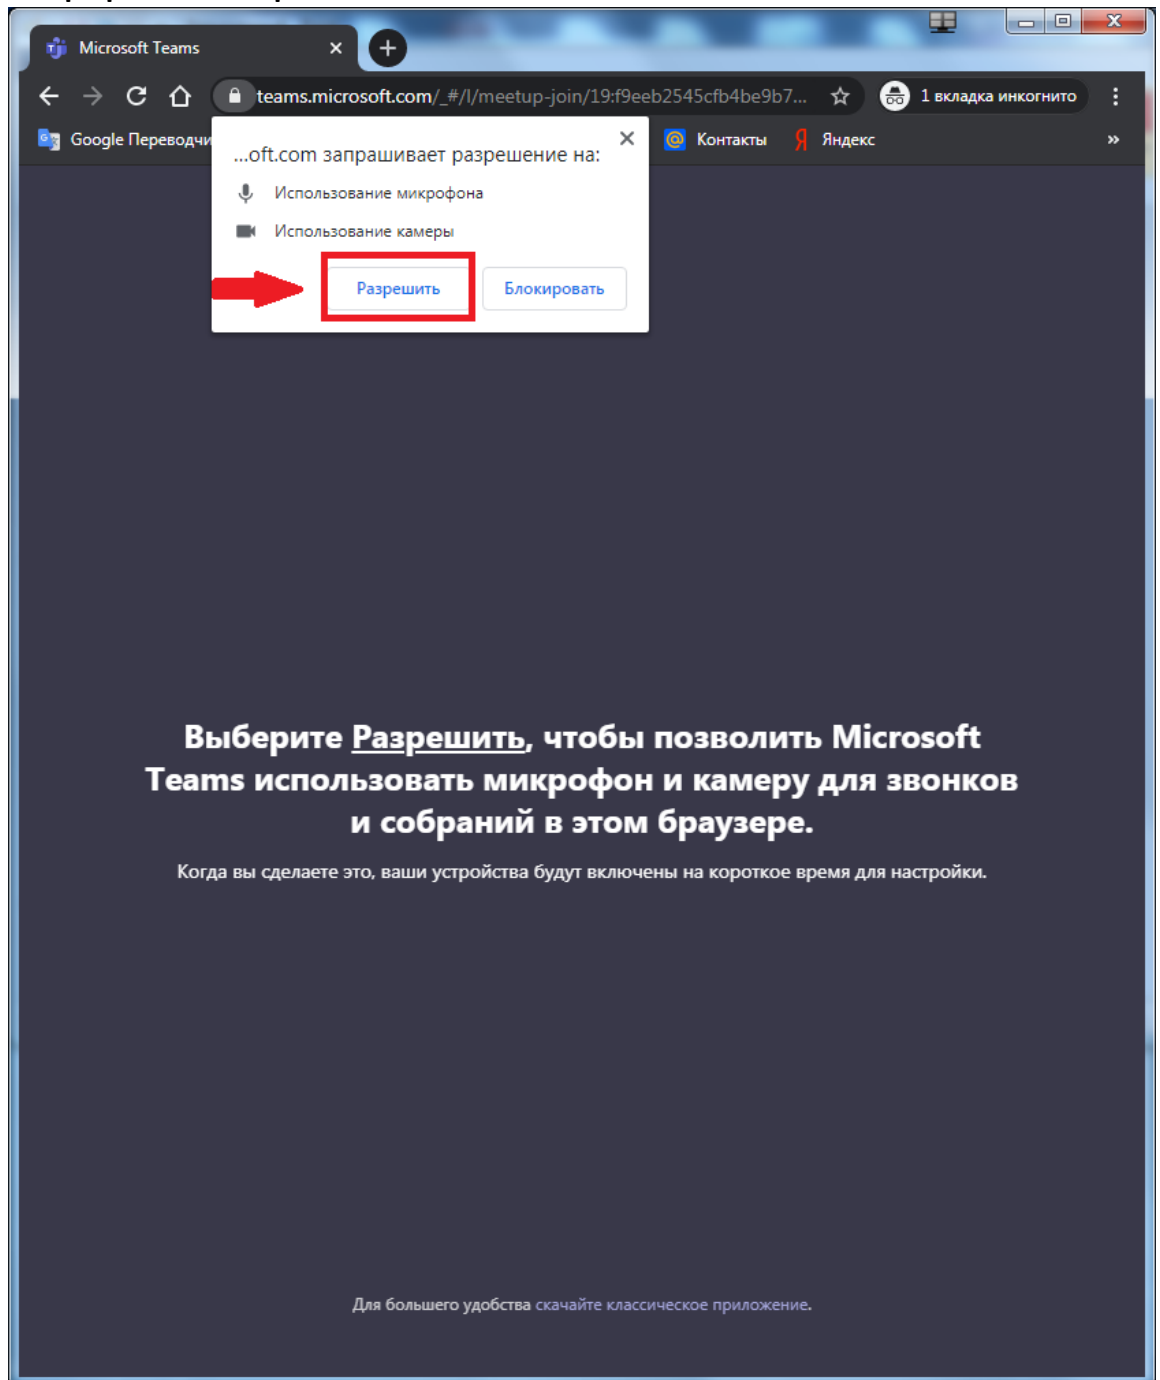 Microsoft Teams
teams.microsoft.com/_#/l/meetup-join/19:f9eeb2545cfb4be9b7...
1 вкладка инкогнито
Google Переводчи
Контакты
Яндекс
...oft.com запрашивает разрешение на:
Использование микрофона
Использование камеры
Разрешить
Блокировать
Выберите Разрешить, чтобы позволить Microsoft
Teams использовать микрофон и камеру для звонков
и собраний в этом браузере.
Когда вы сделаете это, ваши устройства будут включены на короткое время для настройки.
Для большего удобства скачайте классическое приложение.